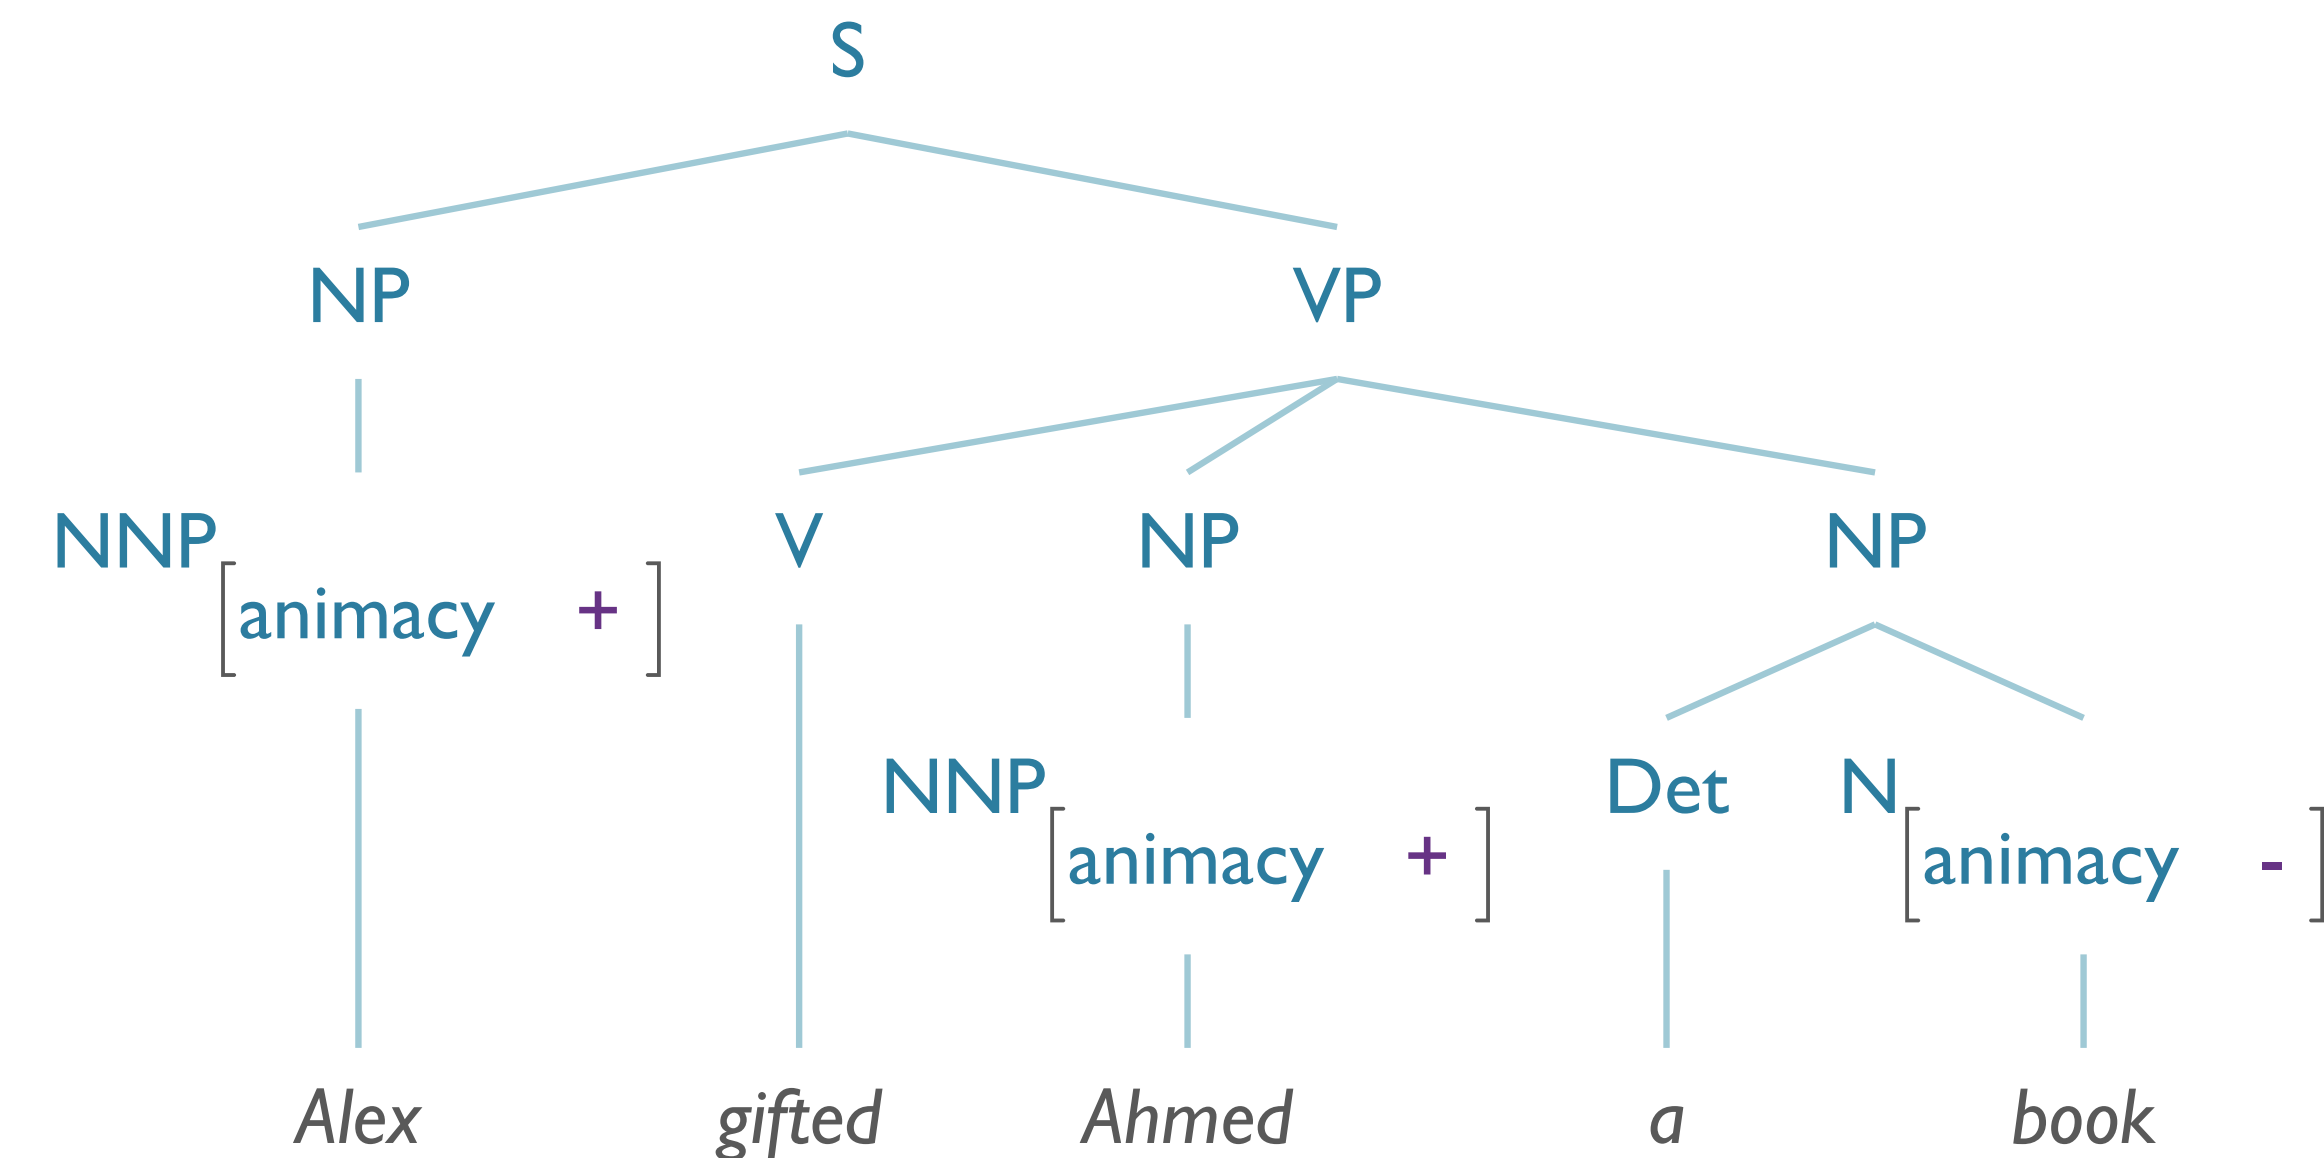 S
NP VP
NNP[animacy +] V NP NP
NNP[animacy +] Det N[animacy -]
Alex gifted Ahmed a book